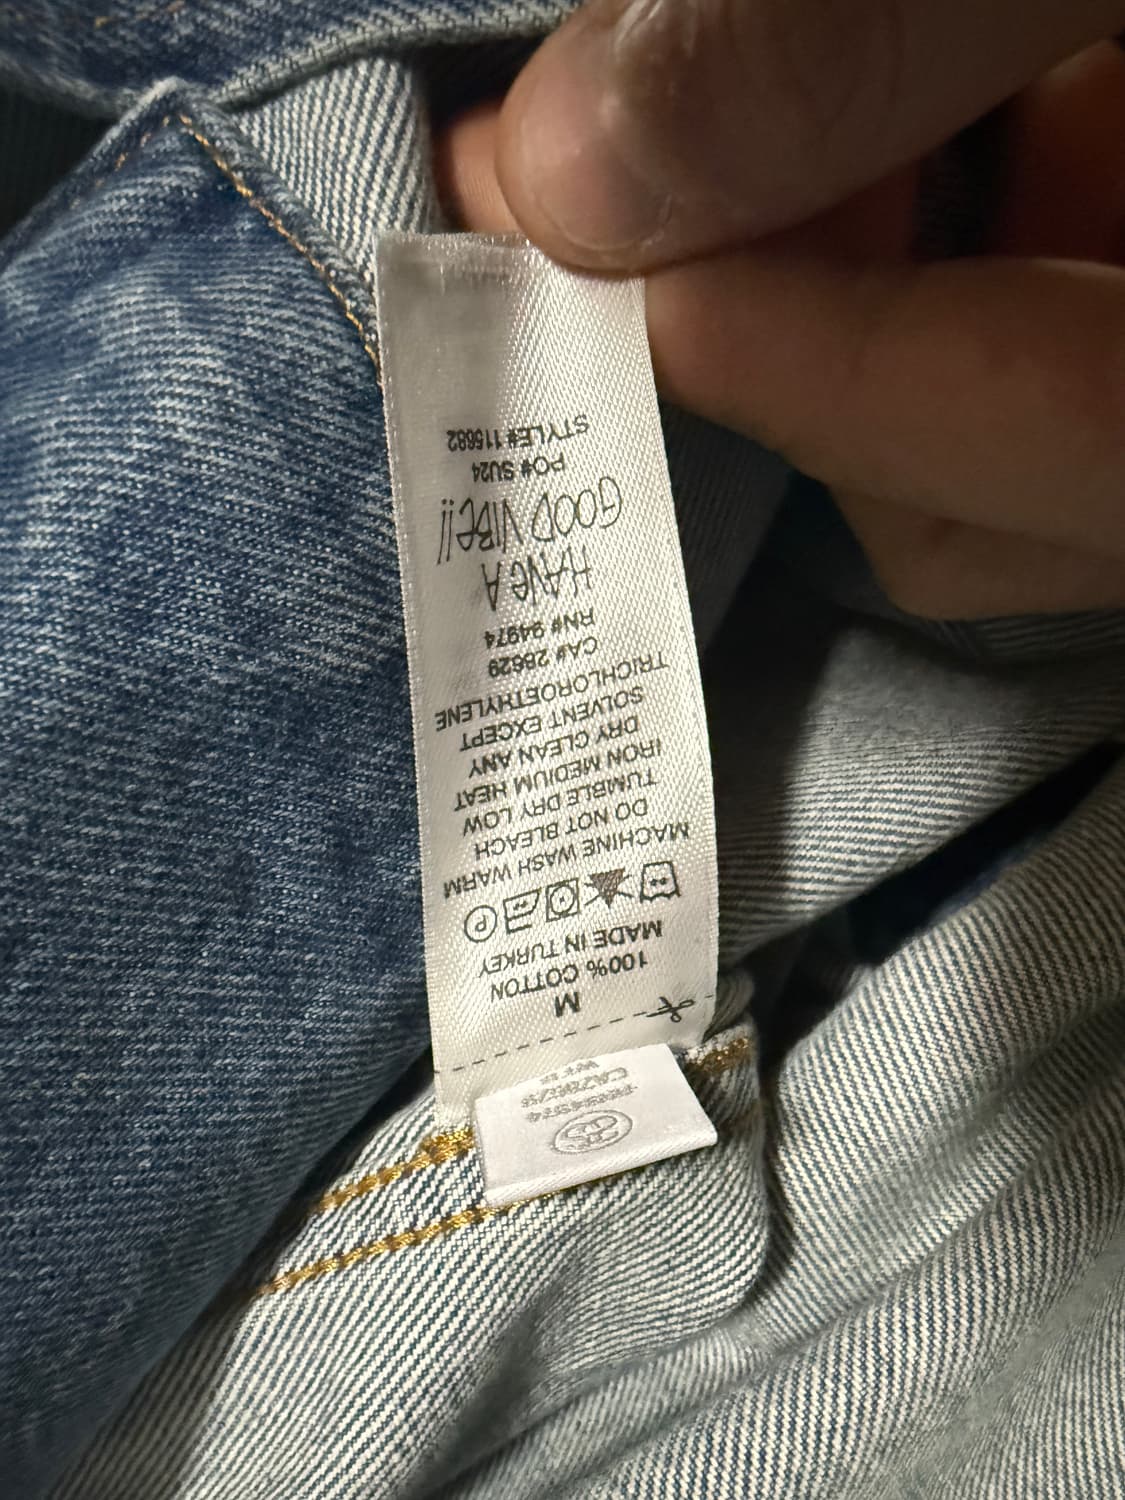 M
100% COTTON
MADE IN TURKEY
P
MACHINE WASH WARM
DO NOT BLEACH
TUMBLE DRY LOW
IRON MEDIUM HEAT
DRY CLEAN ANY
SOLVENT EXCEPT
TRICHLOROETHYLENE
CA# 28629
RN# 94974
HAVE A
GOOD VIBE!!
PO# SU24
STYLE# 115682
CA28629